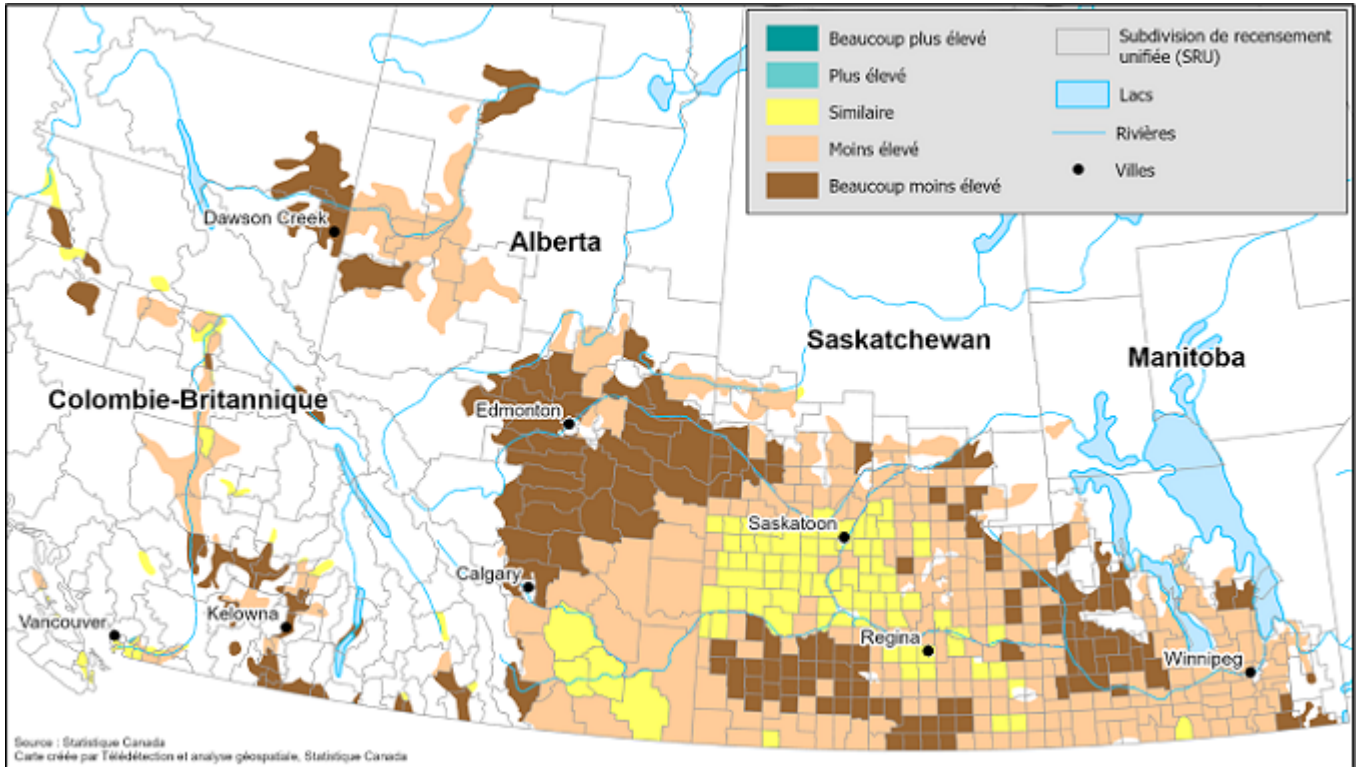 Beaucoup plus élevé
Plus élevé
Similaire
Moins élevé
Beaucoup moins élevé
Subdivision de recensement
unifiée (SRU)
Lacs
Rivières
Villes
Dawson Creek
Alberta
Saskatchewan
Manitoba
Colombie-Britannique
Edmonton
Saskatoon
Calgary
Vancouver
Kelowna
Regina
Winnipeg
Source : Statistique Canada
Carte créée par Télédétection et analyse géospatiale, Statistique Canada